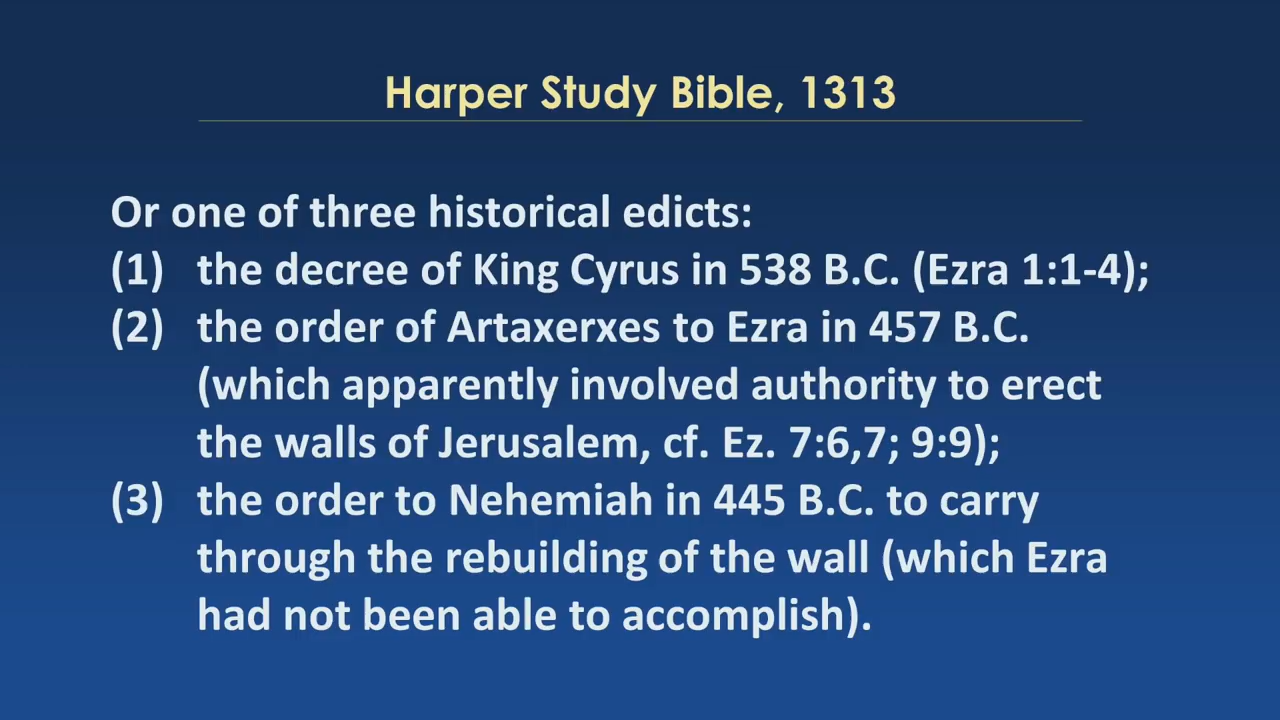 Harper Study Bible, 1313
Or one of three historical edicts:
(1) the decree of King Cyrus in 538 B.C. (Ezra 1:1-4);
(2) the order of Artaxerxes to Ezra in 457 B.C.
(which apparently involved authority to erect
the walls of Jerusalem, cf. Ez. 7:6,7; 9:9);
(3) the order to Nehemiah in 445 B.C. to carry
through the rebuilding of the wall (which Ezra
had not been able to accomplish).